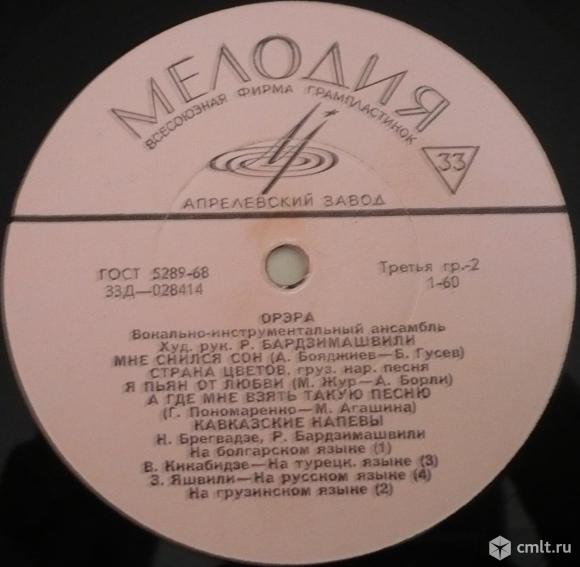 МЕЛОДИЯ
ВСЕСОЮЗНАЯ ФИРМА ГРАМПЛАСТИНОК
33
АПРЕЛЕВСКИЙ ЗАВОД
ГОСТ 5289-68
Третья гр.-2
33Д—028414
1-60
ОРЭРА
Вокально-инструментальный ансамбль
Худ. рук. Р. БАРДЗИМАШВИЛИ
МНЕ СНИЛСЯ СОН (А. Бояджиев—Б. Гусев)
СТРАНА ЦВЕТОВ, груз. нар. песня
Я ПЬЯН ОТ ЛЮБВИ (М. Жур—А. Борли)
А ГДЕ МНЕ ВЗЯТЬ ТАКУЮ ПЕСНЮ
(Г. Пономаренко—М. Агашина)
КАВКАЗСКИЕ НАПЕВЫ
Н. Брегвадзе, Р. Бардзимашвили
На болгарском языке (1)
В. Кикабидзе—На турецк. языке (3)
З. Яшвили—На русском языке (4)
На грузинском языке (2)
cmlt.ru